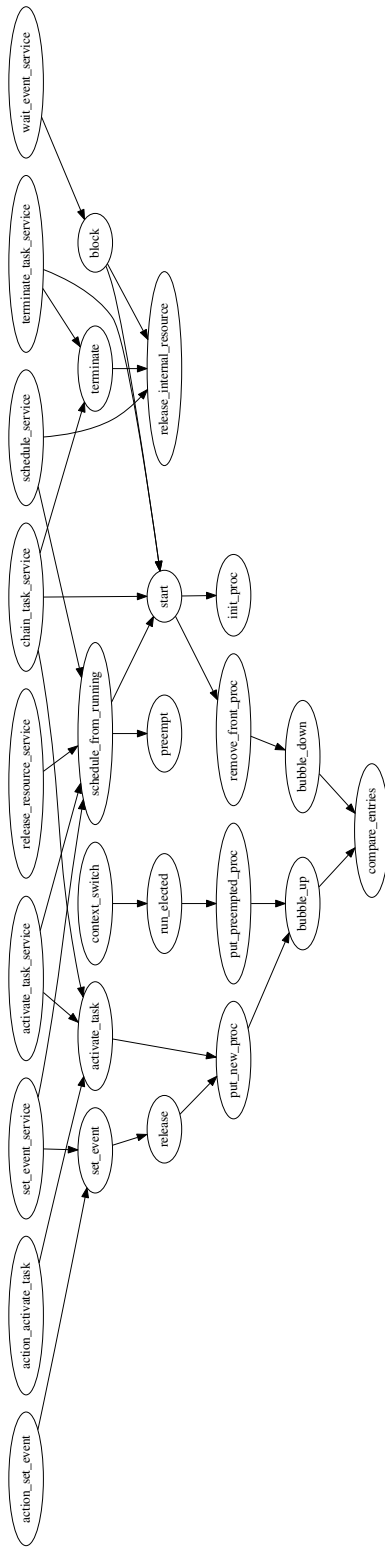 action_set_event
action_activate_task
set_event_service
activate_task_service
release_resource_service
chain_task_service
schedule_service
terminate_task_service
wait_event_service
set_event
activate_task
context_switch
schedule_from_running
terminate
block
release
run_elected
preempt
start
release_internal_resource
put_new_proc
put_preempted_proc
remove_front_proc
init_proc
bubble_up
bubble_down
compare_entries